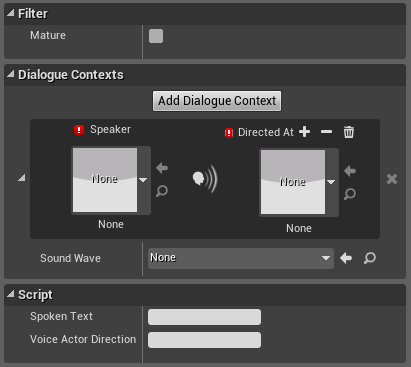 Filter
Mature
Dialogue Contexts
Add Dialogue Context
Speaker
Directed At
None
None
None
None
Sound Wave
None
Script
Spoken Text
Voice Actor Direction